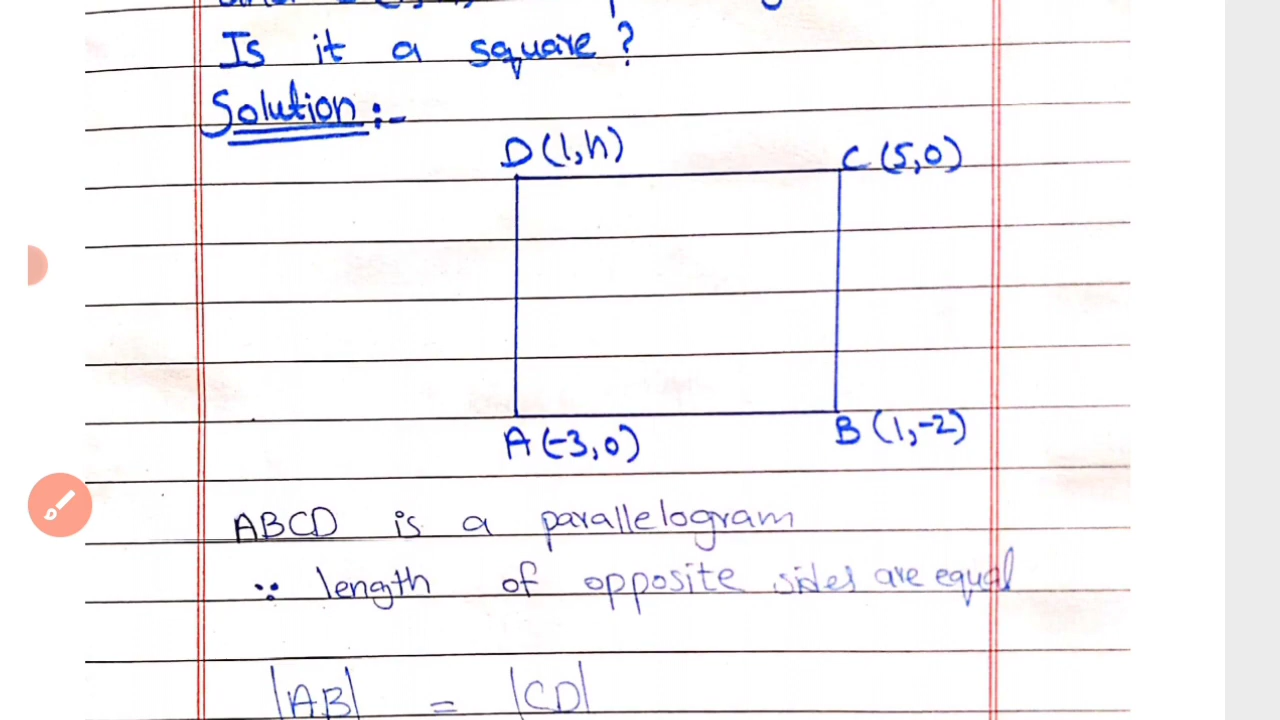 Is it a square ?
Solution :-
D (1,h)
C (5,0)
A (-3,0)
B (1,-2)
ABCD is a parallelogram
∵ length of opposite sides are equal
|AB| = |CD|